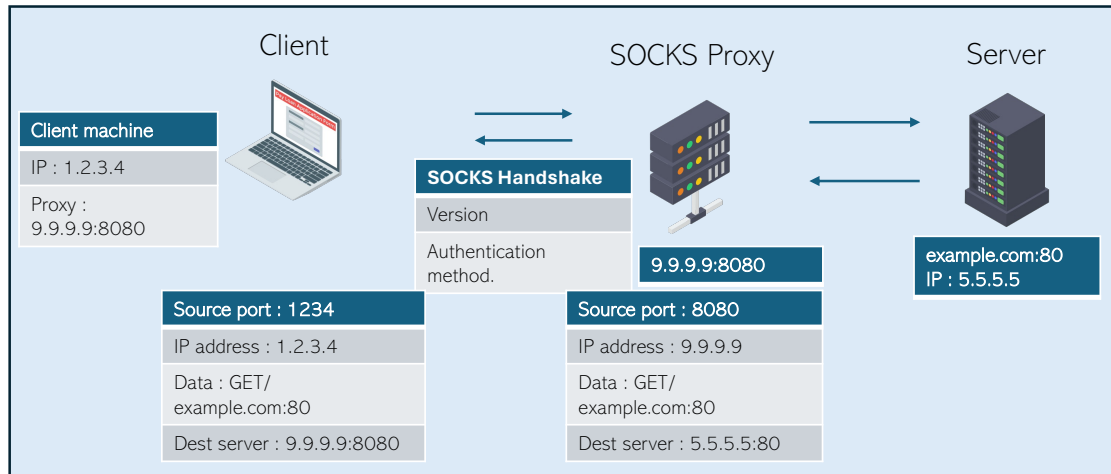 Client
SOCKS Proxy
Server
Client machine
IP : 1.2.3.4
Proxy :
9.9.9.9:8080
SOCKS Handshake
Version
Authentication
method.
9.9.9.9:8080
example.com:80
IP : 5.5.5.5
Source port : 1234
IP address : 1.2.3.4
Data : GET/
example.com:80
Dest server : 9.9.9.9:8080
Source port : 8080
IP address : 9.9.9.9
Data : GET/
example.com:80
Dest server : 5.5.5.5:80